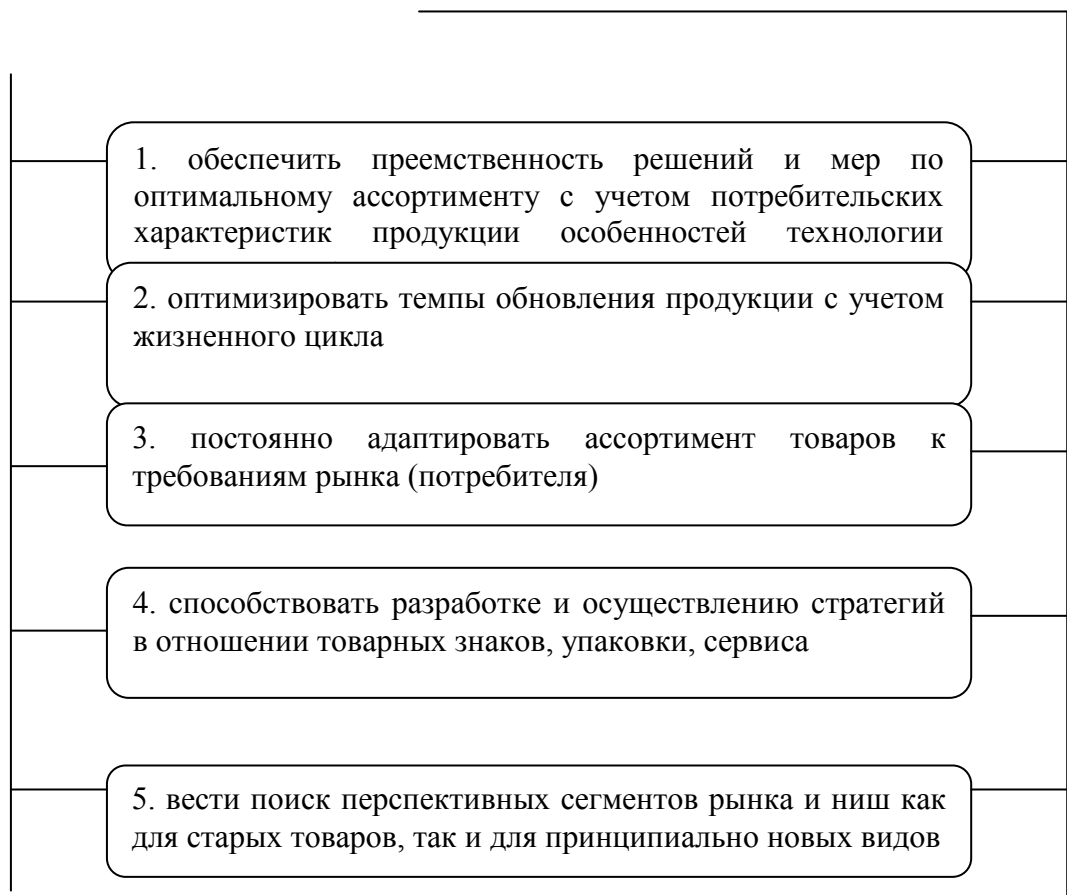 1. обеспечить преемственность решений и мер по
оптимальному ассортименту с учетом потребительских
характеристик продукции особенностей технологии
2. оптимизировать темпы обновления продукции с учетом
жизненного цикла
3. постоянно адаптировать ассортимент товаров к
требованиям рынка (потребителя)
4. способствовать разработке и осуществлению стратегий
в отношении товарных знаков, упаковки, сервиса
5. вести поиск перспективных сегментов рынка и ниш как
для старых товаров, так и для принципиально новых видов